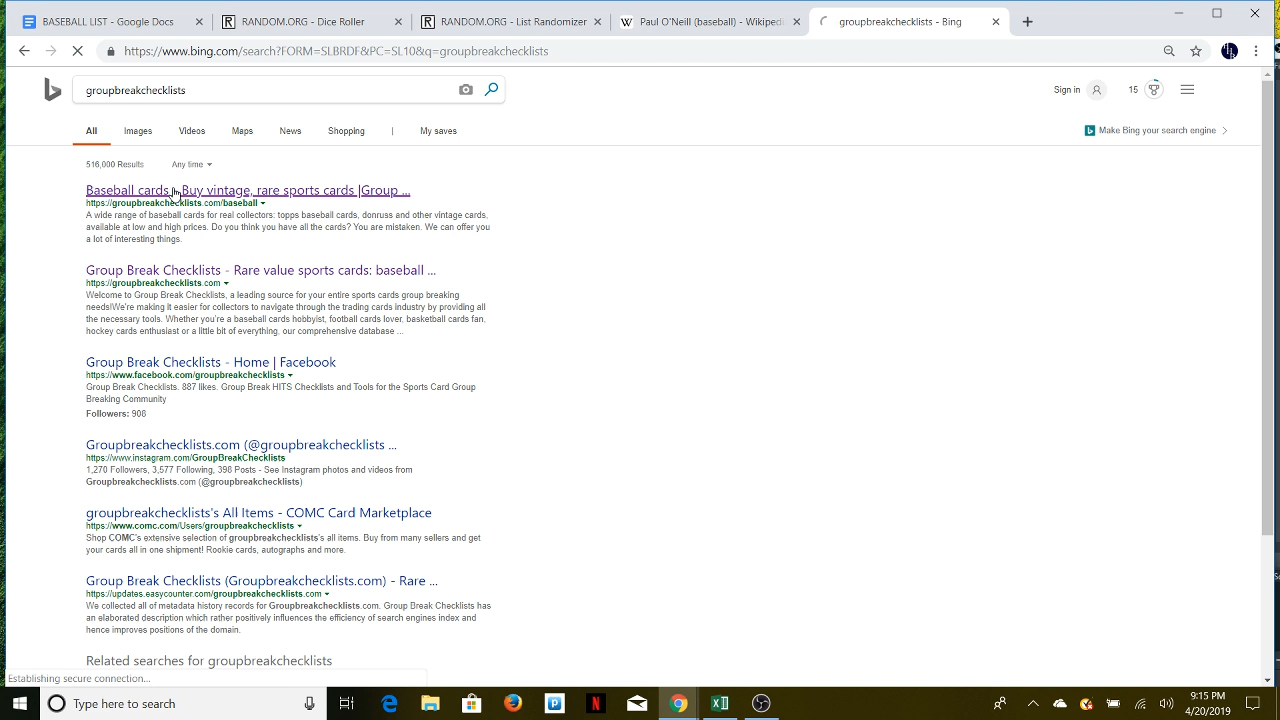 BASEBALL LIST - Google Docs
RANDOM.ORG - Dice Roller
RANDOM.ORG - List Randomizer
Paul O'Neill (baseball) - Wikipedi
groupbreakchecklists - Bing
https://www.bing.com/search?FORM=SLBRDF&PC=SL10&q=groupbreakchecklists
groupbreakchecklists
Sign in
15
All
Images
Videos
Maps
News
Shopping
|
My saves
Make Bing your search engine
516,000 Results
Any time
Baseball cards - Buy vintage, rare sports cards |Group ...
https://groupbreakchecklists.com/baseball
A wide range of baseball cards for real collectors: topps baseball cards, donruss and other vintage cards,
available at low and high prices. Do you think you have all the cards? You are mistaken. We can offer you
a lot of interesting things.
Group Break Checklists - Rare value sports cards: baseball ...
https://groupbreakchecklists.com
Welcome to Group Break Checklists, a leading source for your entire sports cards group breaking
needs!We're making it easier for collectors to navigate through the trading cards industry by providing all
the necessary tools. Whether you're a baseball cards hobbyist, football cards lover, basketball cards fan,
hockey cards enthusiast or a little bit of everything, our comprehensive database ...
Group Break Checklists - Home | Facebook
https://www.facebook.com/groupbreakchecklists
Group Break Checklists. 887 likes. Group Break HITS Checklists and Tools for the Sports Card Group
Breaking Community
Followers: 908
Groupbreakchecklists.com (@groupbreakchecklists ...
https://www.instagram.com/GroupBreakChecklists
1,270 Followers, 3,577 Following, 398 Posts - See Instagram photos and videos from
Groupbreakchecklists.com (@groupbreakchecklists)
groupbreakchecklists's All Items - COMC Card Marketplace
https://www.comc.com/Users/groupbreakchecklists
Shop COMC's extensive selection of groupbreakchecklists's all items. Buy from many sellers and get
your cards all in one shipment! Rookie cards, autographs and more.
Group Break Checklists (Groupbreakchecklists.com) - Rare ...
https://updates.easycounter.com/groupbreakchecklists.com
We collected all of metadata history records for Groupbreakchecklists.com. Group Break Checklists has
an elaborated description which rather positively influences the efficiency of search engines index and
hence improves positions of the domain.
Related searches for groupbreakchecklists
Establishing secure connection...
Type here to search
9:15 PM
4/20/2019